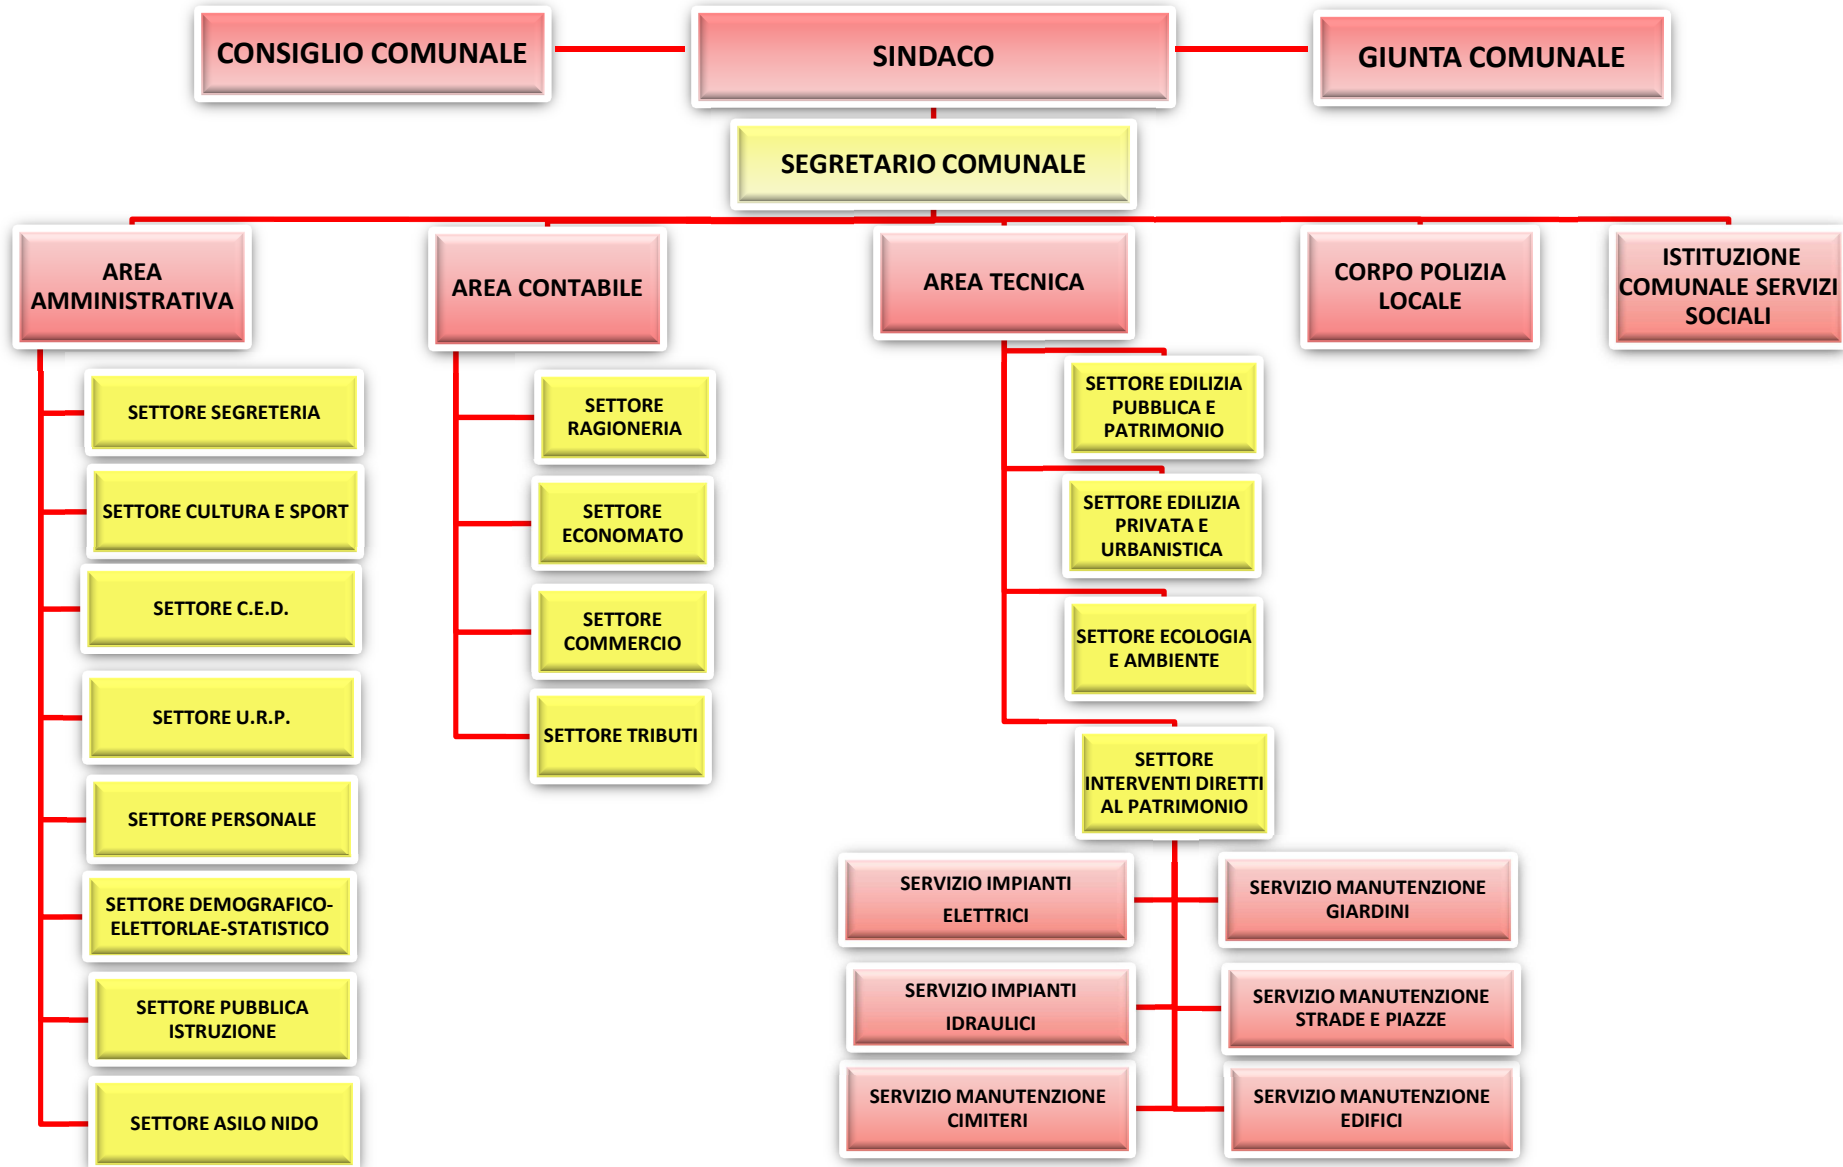 CONSIGLIO COMUNALE
SINDACO
GIUNTA COMUNALE
SEGRETARIO COMUNALE
AREA
AMMINISTRATIVA
AREA CONTABILE
AREA TECNICA
CORPO POLIZIA
LOCALE
ISTITUZIONE
COMUNALE SERVIZI
SOCIALI
SETTORE SEGRETERIA
SETTORE CULTURA E SPORT
SETTORE C.E.D.
SETTORE U.R.P.
SETTORE PERSONALE
SETTORE DEMOGRAFICO-
ELETTORLAE-STATISTICO
SETTORE PUBBLICA
ISTRUZIONE
SETTORE ASILO NIDO
SETTORE
RAGIONERIA
SETTORE
ECONOMATO
SETTORE
COMMERCIO
SETTORE TRIBUTI
SETTORE EDILIZIA
PUBBLICA E
PATRIMONIO
SETTORE EDILIZIA
PRIVATA E
URBANISTICA
SETTORE ECOLOGIA
E AMBIENTE
SETTORE
INTERVENTI DIRETTI
AL PATRIMONIO
SERVIZIO IMPIANTI
ELETTRICI
SERVIZIO MANUTENZIONE
GIARDINI
SERVIZIO IMPIANTI
IDRAULICI
SERVIZIO MANUTENZIONE
STRADE E PIAZZE
SERVIZIO MANUTENZIONE
CIMITERI
SERVIZIO MANUTENZIONE
EDIFICI